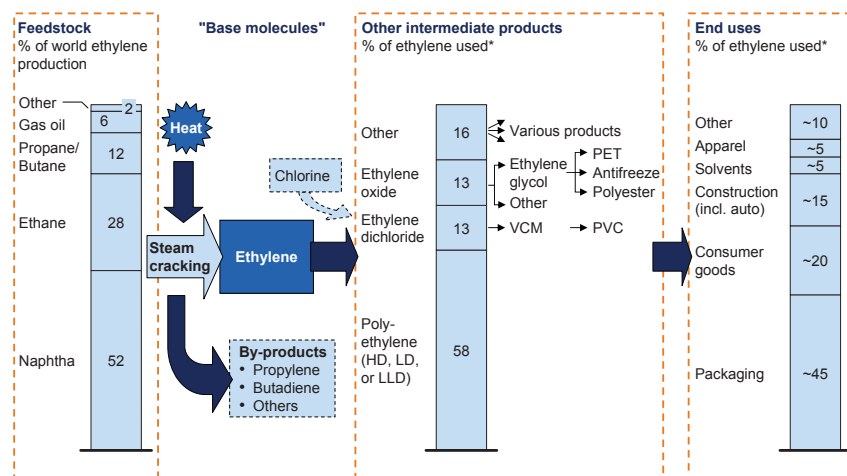 Feedstock
% of world ethylene
production
Other
2
Gas oil
6
Propane/
Butane
12
Ethane
28
Naphtha
52
"Base molecules"
Heat
Steam
cracking
Ethylene
Chlorine
By-products
• Propylene
• Butadiene
• Others
Other intermediate products
% of ethylene used*
Other
16
Various products
Ethylene
oxide
13
Ethylene
glycol
Other
PET
Antifreeze
Polyester
Ethylene
dichloride
13
VCM
PVC
Poly-
ethylene
(HD, LD,
or LLD)
58
End uses
% of ethylene used*
Other
~10
Apparel
~5
Solvents
~5
Construction
(incl. auto)
~15
Consumer
goods
~20
Packaging
~45